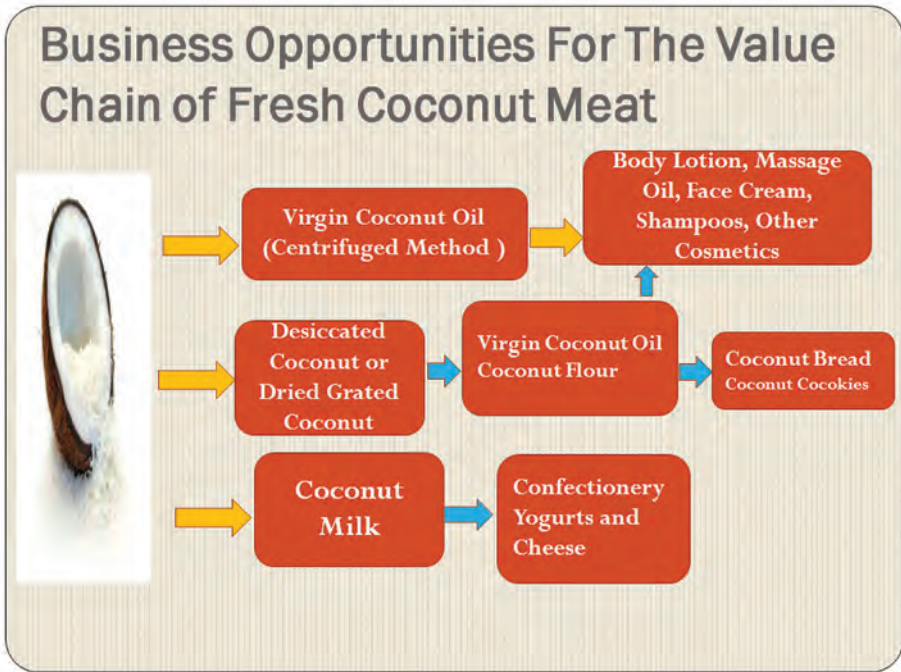 Business Opportunities For The Value
Chain of Fresh Coconut Meat
Virgin Coconut Oil
(Centrifuged Method )
Body Lotion, Massage
Oil, Face Cream,
Shampoos, Other
Cosmetics
Desiccated
Coconut or
Dried Grated
Coconut
Virgin Coconut Oil
Coconut Flour
Coconut Bread
Coconut Cocokies
Coconut
Milk
Confectionery
Yogurts and
Cheese